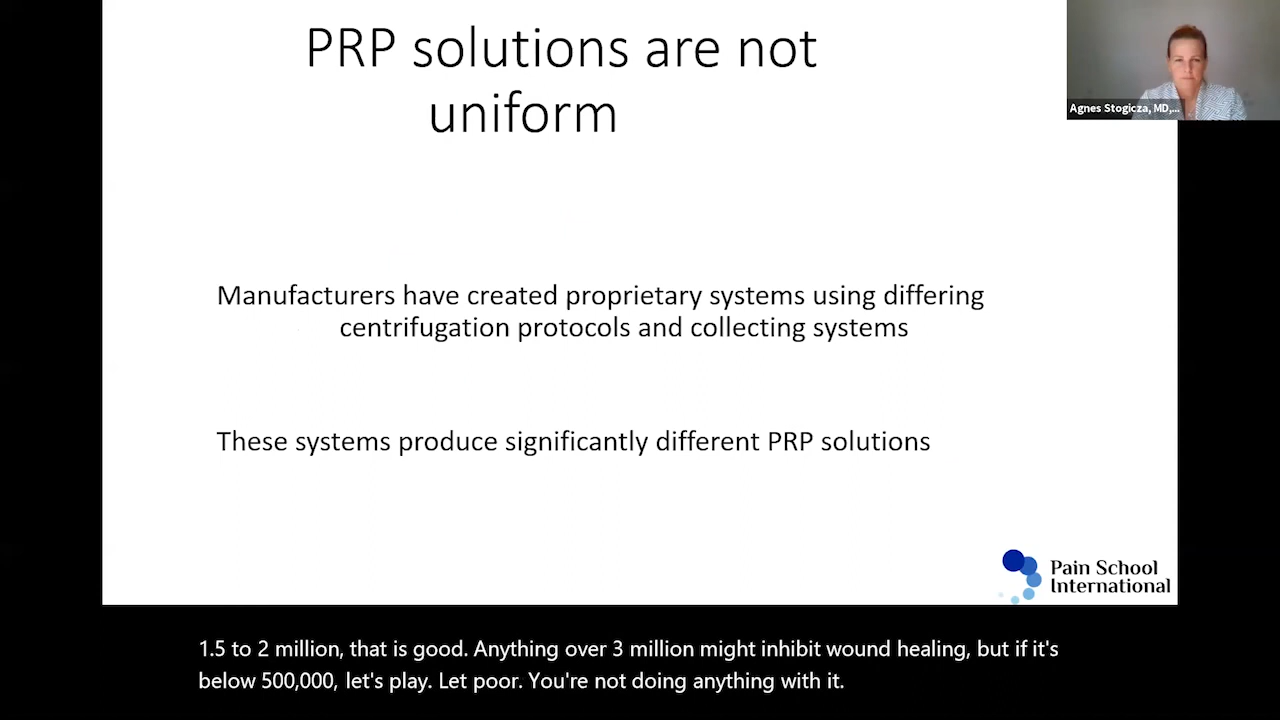 PRP solutions are not
uniform
Agnes Stogicza, MD,...
Manufacturers have created proprietary systems using differing
centrifugation protocols and collecting systems
These systems produce significantly different PRP solutions
Pain School
International
1.5 to 2 million, that is good. Anything over 3 million might inhibit wound healing, but if it's
below 500,000, let's play. Let poor. You're not doing anything with it.